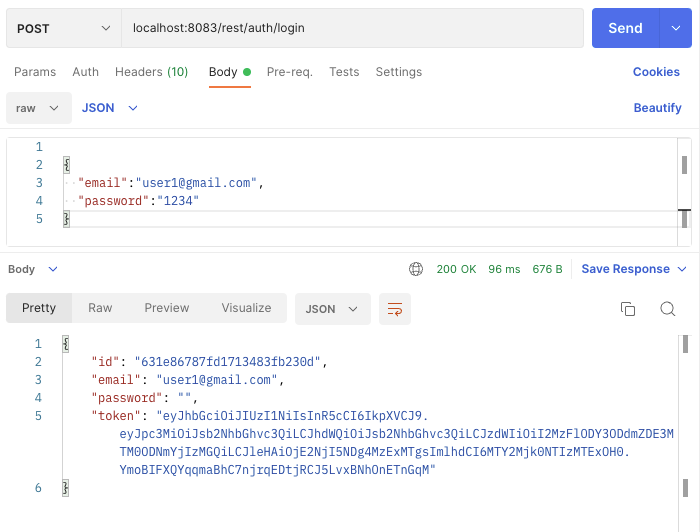 POST localhost:8083/rest/auth/login Send
Params Auth Headers (10) Body Pre-req. Tests Settings Cookies
raw JSON Beautify
1
2 {
3 "email":"user1@gmail.com",
4 "password":"1234"
5 }
Body 200 OK 96 ms 676 B Save Response
Pretty Raw Preview Visualize JSON
1 {
2 "id": "631e86787fd1713483fb230d",
3 "email": "user1@gmail.com",
4 "password": "",
5 "token": "eyJhbGciOiJIUzI1NiIsInR5cCI6IkpXVCJ9.
eyJpc3MiOiJsb2NhbGhvc3QiLCJhdWQiOiJsb2NhbGhvc3QiLCJzdWIiOiI2MzFlODY3ODdmZDE3M
TM0ODNmYjIzMGQiLCJleHAiOjE2NjI5NDg4MzExMTgsImlhdCI6MTY2Mjk0NTIzMTExOH0.
YmoBIFXQYqqmaBhC7njrqEDtjRCJ5LvxBNhOnETnGqM"
6 }